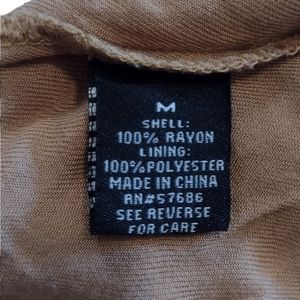 M
SHELL:
100% RAYON
LINING:
100% POLYESTER
MADE IN CHINA
RN#57686
SEE REVERSE
FOR CARE